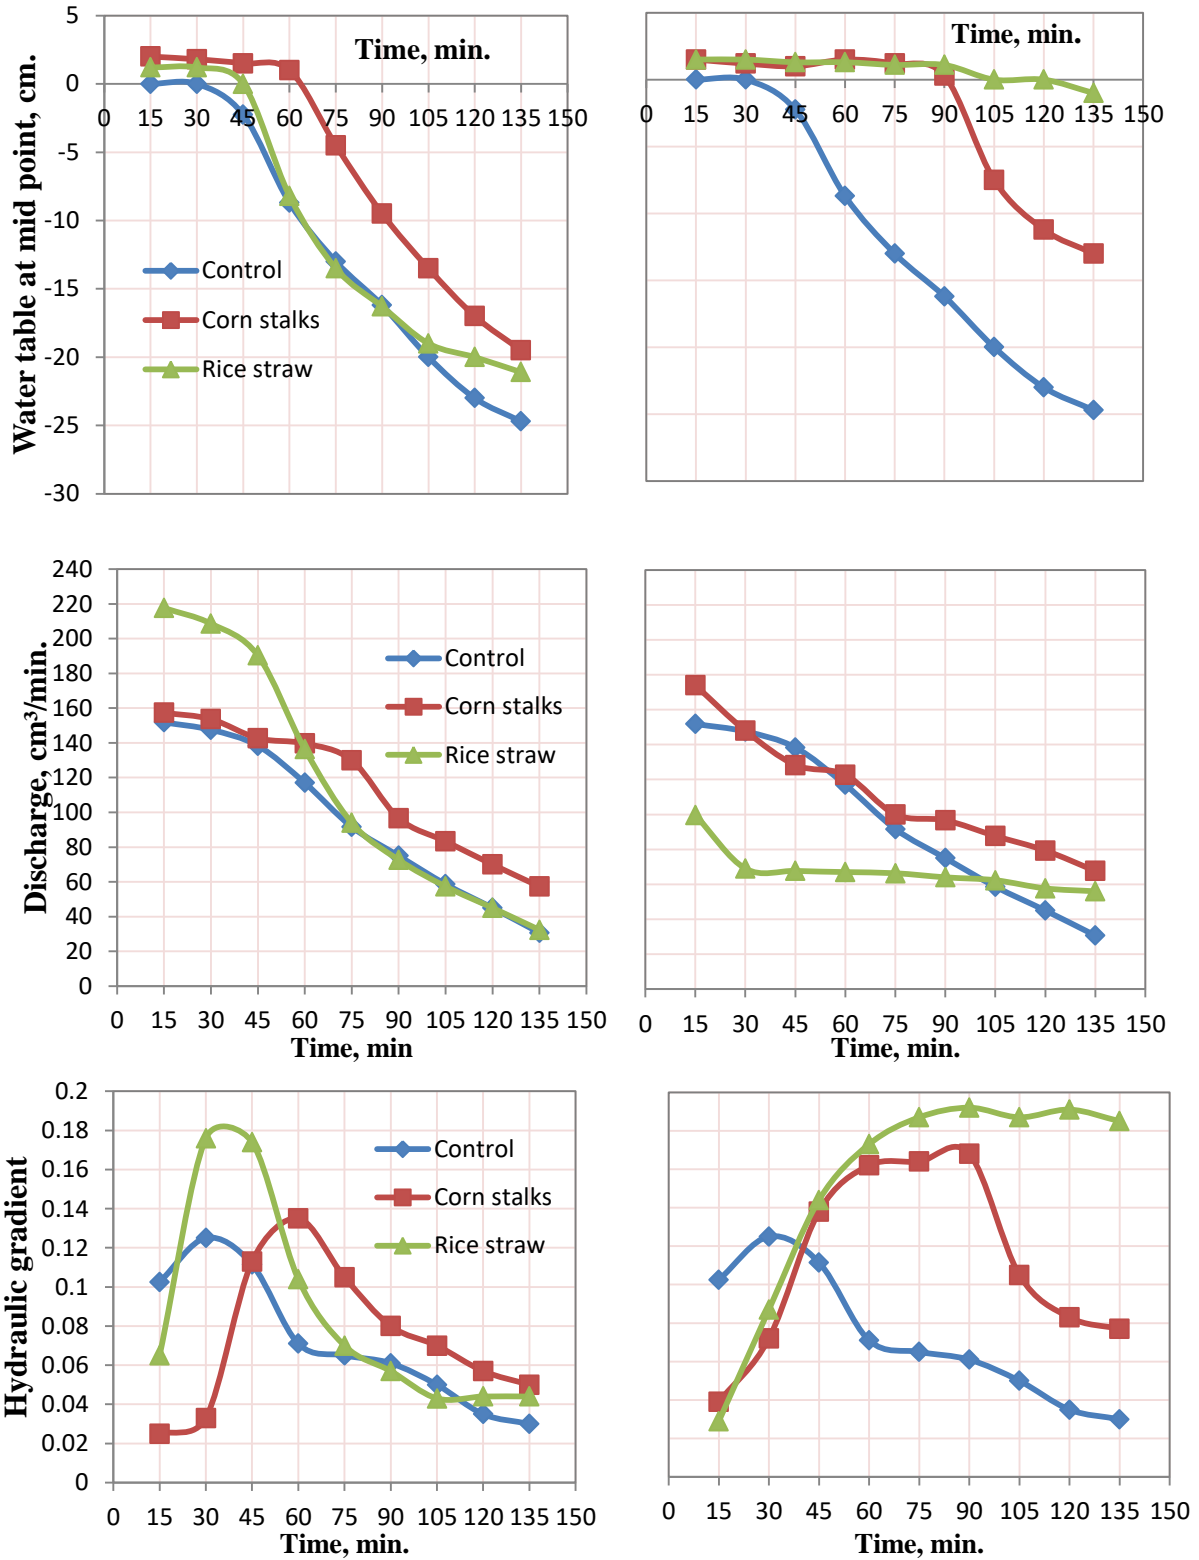 Water table at mid point, cm.
5
0
-5
-10
-15
-20
-25
-30
Time, min.
0 15 30 45 60 75 90 105 120 135 150
Control
Corn stalks
Rice straw
Time, min.
0 15 30 45 60 75 90 105 120 135 150
Discharge, cm³/min.
240
220
200
180
160
140
120
100
80
60
40
20
0
Control
Corn stalks
Rice straw
0 15 30 45 60 75 90 105 120 135 150
Time, min
0 15 30 45 60 75 90 105 120 135 150
Time, min.
Hydraulic gradient
0.2
0.18
0.16
0.14
0.12
0.1
0.08
0.06
0.04
0.02
0
Control
Corn stalks
Rice straw
0 15 30 45 60 75 90 105 120 135 150
Time, min.
0 15 30 45 60 75 90 105 120 135 150
Time, min.